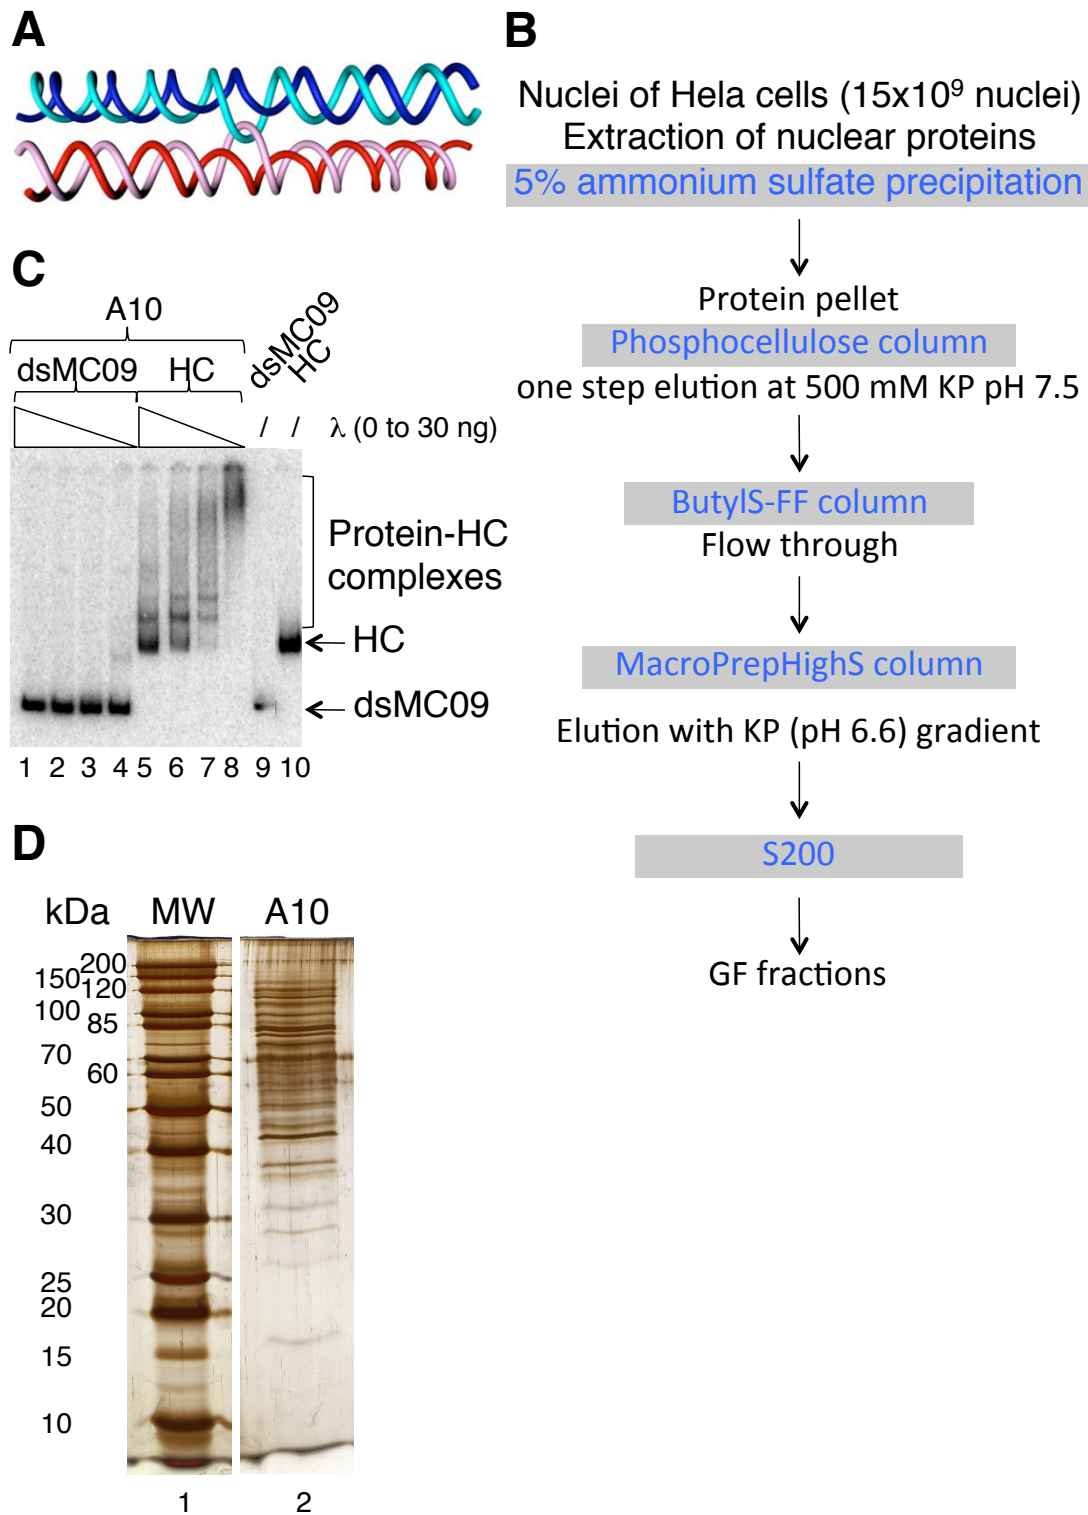 A
B
Nuclei of Hela cells (15x10⁹ nuclei)
Extraction of nuclear proteins
5% ammonium sulfate precipitation
Protein pellet
Phosphocellulose column
one step elution at 500 mM KP pH 7.5
ButylS-FF column
Flow through
MacroPrepHighS column
Elution with KP (pH 6.6) gradient
S200
GF fractions
C
A10
dsMC09 HC
dsMC09
HC
/ / λ (0 to 30 ng)
Protein-HC
complexes
HC
dsMC09
1 2 3 4 5 6 7 8 9 10
D
kDa MW A10
200
150
120
100
85
70
60
50
40
30
25
20
15
10
1 2